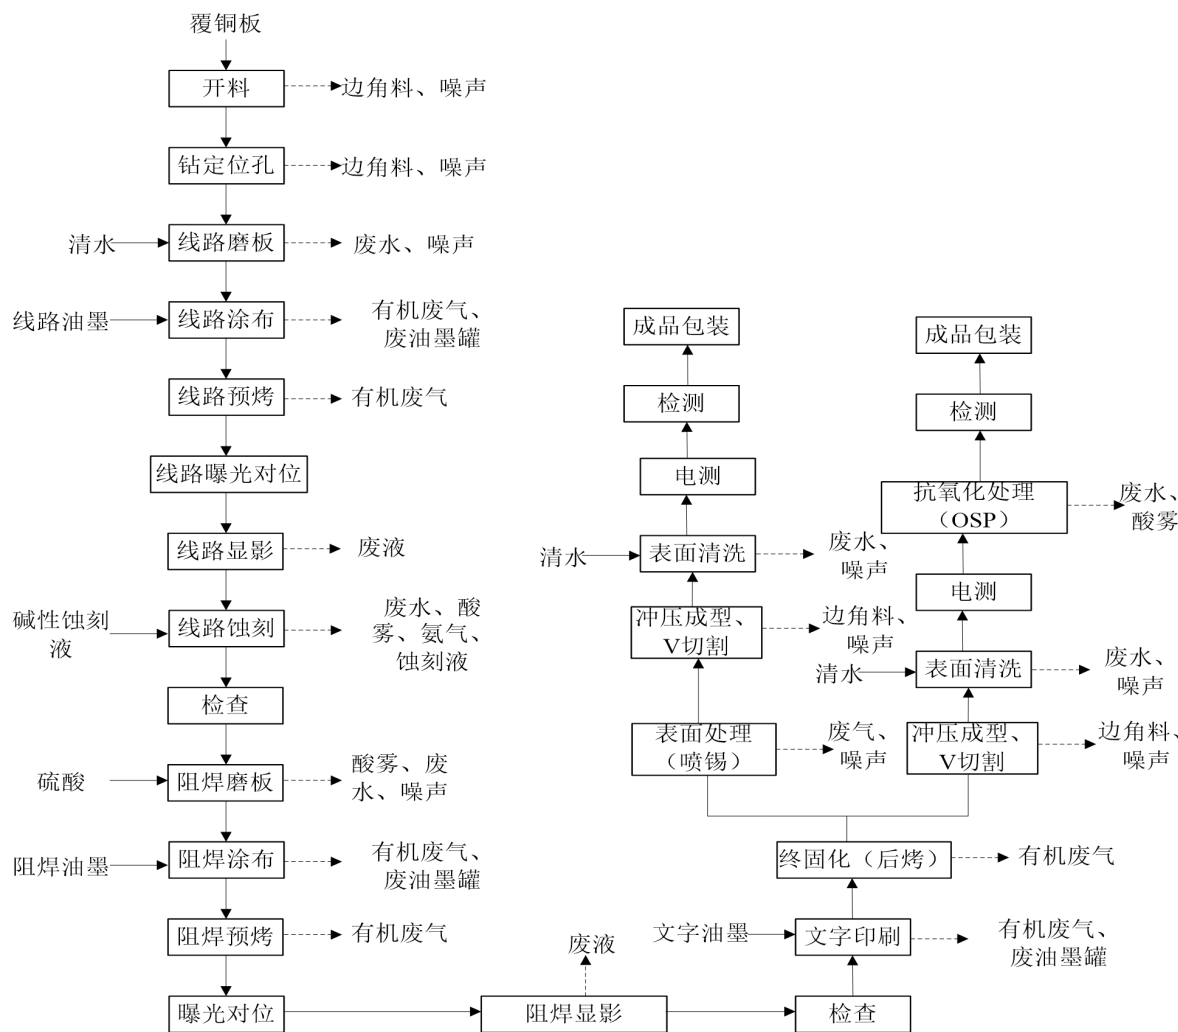 覆铜板
开料
边角料、噪声
钻定位孔
边角料、噪声
清水
线路磨板
废水、噪声
线路油墨
线路涂布
有机废气、
废油墨罐
线路预烤
有机废气
线路曝光对位
线路显影
废液
碱性蚀刻
液
线路蚀刻
废水、酸
雾、氨气、
蚀刻液
检查
硫酸
阻焊磨板
酸雾、废
水、噪声
阻焊油墨
阻焊涂布
有机废气、
废油墨罐
阻焊预烤
有机废气
曝光对位
废液
阻焊显影
检查
文字油墨
文字印刷
有机废气、
废油墨罐
终固化（后烤）
有机废气
表面处理
（喷锡）
废气、
噪声
冲压成型、
V切割
边角料、
噪声
清水
表面清洗
废水、
噪声
电测
检测
成品包装
冲压成型、
V切割
边角料、
噪声
清水
表面清洗
废水、
噪声
电测
抗氧化处理
（OSP）
废水、
酸雾
检测
成品包装